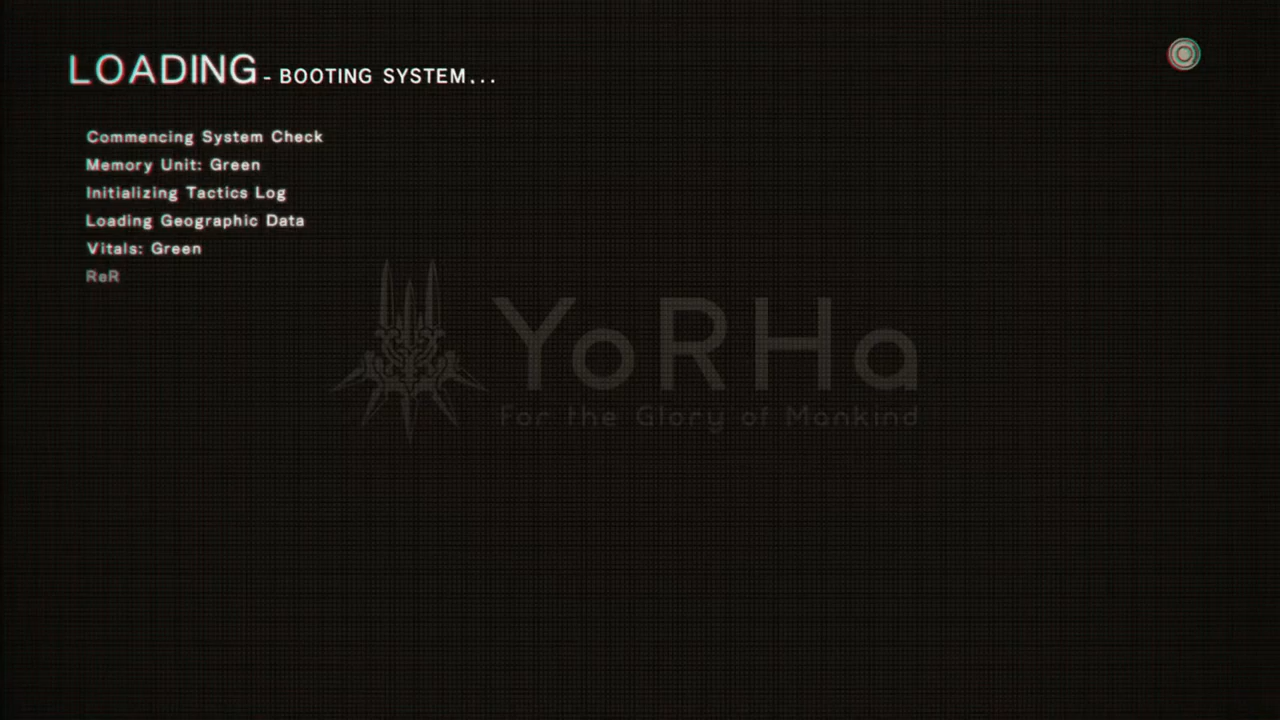 LOADING - BOOTING SYSTEM...
Commencing System Check
Memory Unit: Green
Initializing Tactics Log
Loading Geographic Data
Vitals: Green
ReR
YoRHa
For the Glory of Mankind